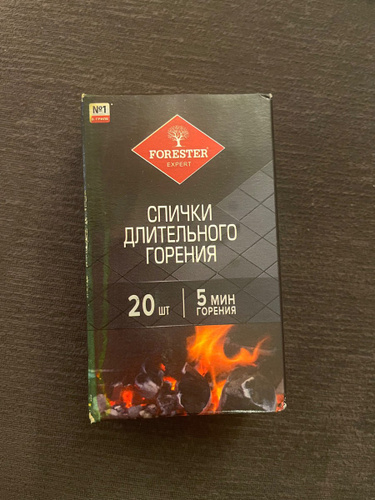 №1
FORESTER
EXPERT
СПИЧКИ
ДЛИТЕЛЬНОГО
ГОРЕНИЯ
20 ШТ
5 МИН
ГОРЕНИЯ